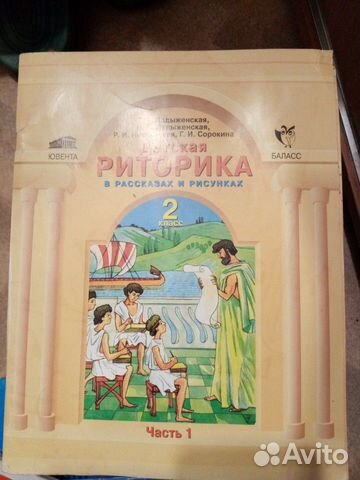 Ладыженская,
Ладыженская,
Р. И. Г. И. Сорокина
ЮВЕНТА
БАЛАСС
Детская
РИТОРИКА
В РАССКАЗАХ И РИСУНКАХ
2
класс
Часть 1
Avito